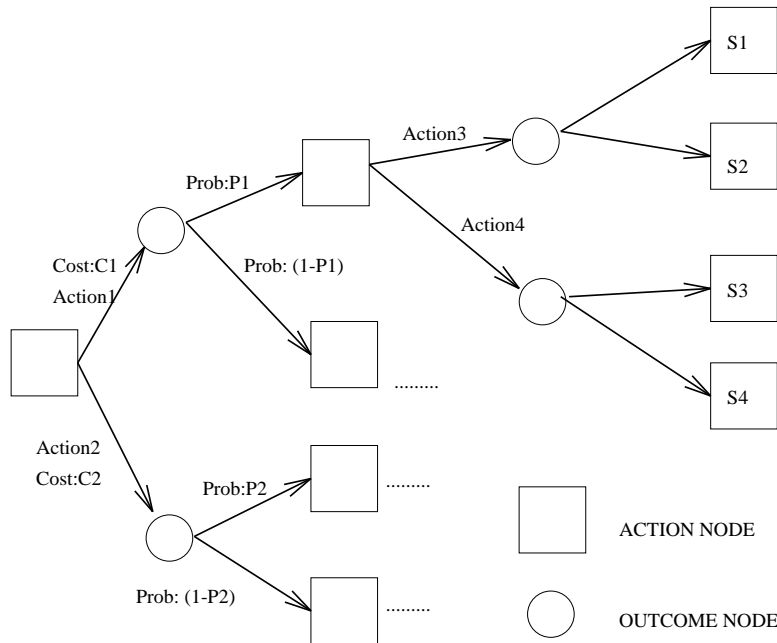 S1
Action3
S2
Prob:P1
Action4
Cost:C1
Prob: (1-P1)
Action1
S3
.........
S4
Action2
Cost:C2
Prob:P2
.........
ACTION NODE
Prob: (1-P2)
.........
OUTCOME NODE